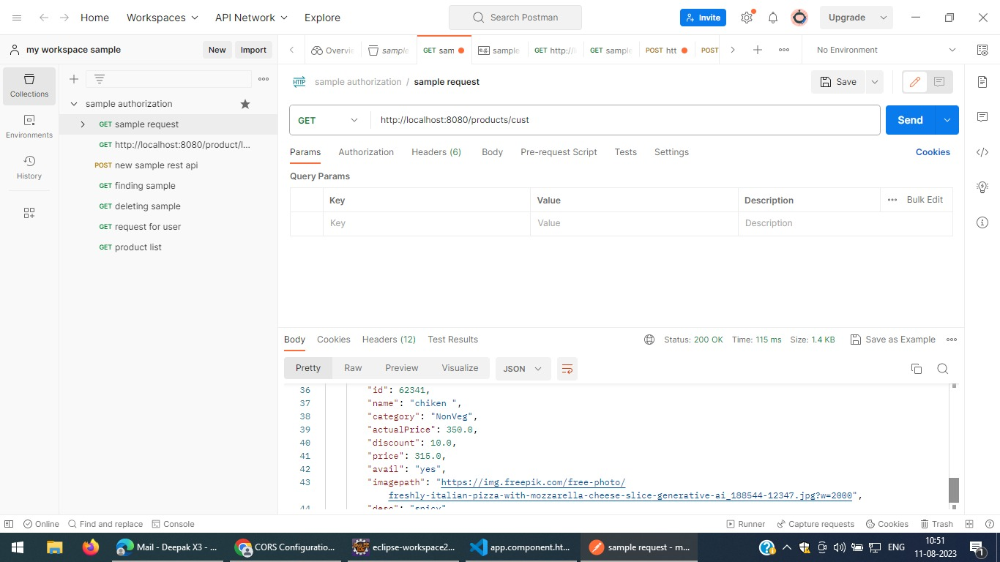 Home Workspaces API Network Explore Search Postman Invite Upgrade
my workspace sample New Import Overvi sample GET sam sample GET http://l GET sample POST htt POST No Environment
Collections
Environments
History
sample authorization
GET sample request
GET http://localhost:8080/product/l...
POST new sample rest api
GET finding sample
GET deleting sample
GET request for user
GET product list
HTTP sample authorization / sample request Save
GET http://localhost:8080/products/cust Send
Params Authorization Headers (6) Body Pre-request Script Tests Settings Cookies
Query Params
Key Value Description Bulk Edit
Key Value Description
Body Cookies Headers (12) Test Results Status: 200 OK Time: 115 ms Size: 1.4 KB Save as Example
Pretty Raw Preview Visualize JSON
36 "id": 62341,
37 "name": "chiken ",
38 "category": "NonVeg",
39 "actualPrice": 350.0,
40 "discount": 10.0,
41 "price": 315.0,
42 "avail": "yes",
43 "imagepath": "https://img.freepik.com/free-photo/
freshly-italian-pizza-with-mozzarella-cheese-slice-generative-ai_188544-12347.jpg?w=2000",
44 "desc": "spicy"
Online Find and replace Console Runner Capture requests Cookies Trash
Mail - Deepak X3 - ... CORS Configuratio... eclipse-workspace2... app.component.ht... sample request - m... ENG 10:51
11-08-2023 1